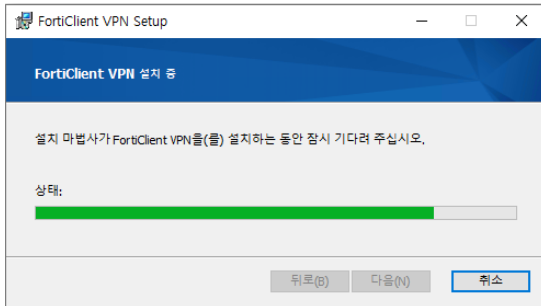 FortiClient VPN Setup
FortiClient VPN 설치 중
설치 마법사가 FortiClient VPN을(를) 설치하는 동안 잠시 기다려 주십시오.
상태:
뒤로(B) 다음(N) 취소